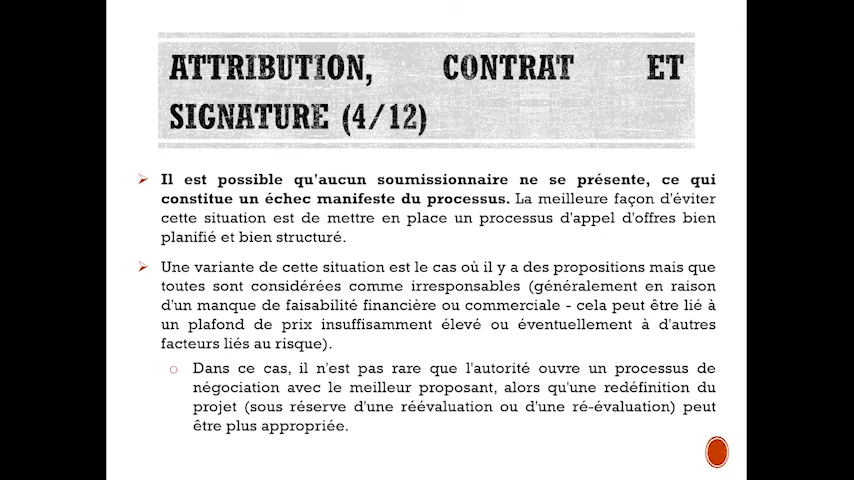 ATTRIBUTION, CONTRAT ET
SIGNATURE (4/12)
Il est possible qu'aucun soumissionnaire ne se présente, ce qui
constitue un échec manifeste du processus. La meilleure façon d'éviter
cette situation est de mettre en place un processus d'appel d'offres bien
planifié et bien structuré.
Une variante de cette situation est le cas où il y a des propositions mais que
toutes sont considérées comme irresponsables (généralement en raison
d'un manque de faisabilité financière ou commerciale - cela peut être lié à
un plafond de prix insuffisamment élevé ou éventuellement à d'autres
facteurs liés au risque).
Dans ce cas, il n'est pas rare que l'autorité ouvre un processus de
négociation avec le meilleur proposant, alors qu'une redéfinition du
projet (sous réserve d'une réévaluation ou d'une ré-évaluation) peut
être plus appropriée.